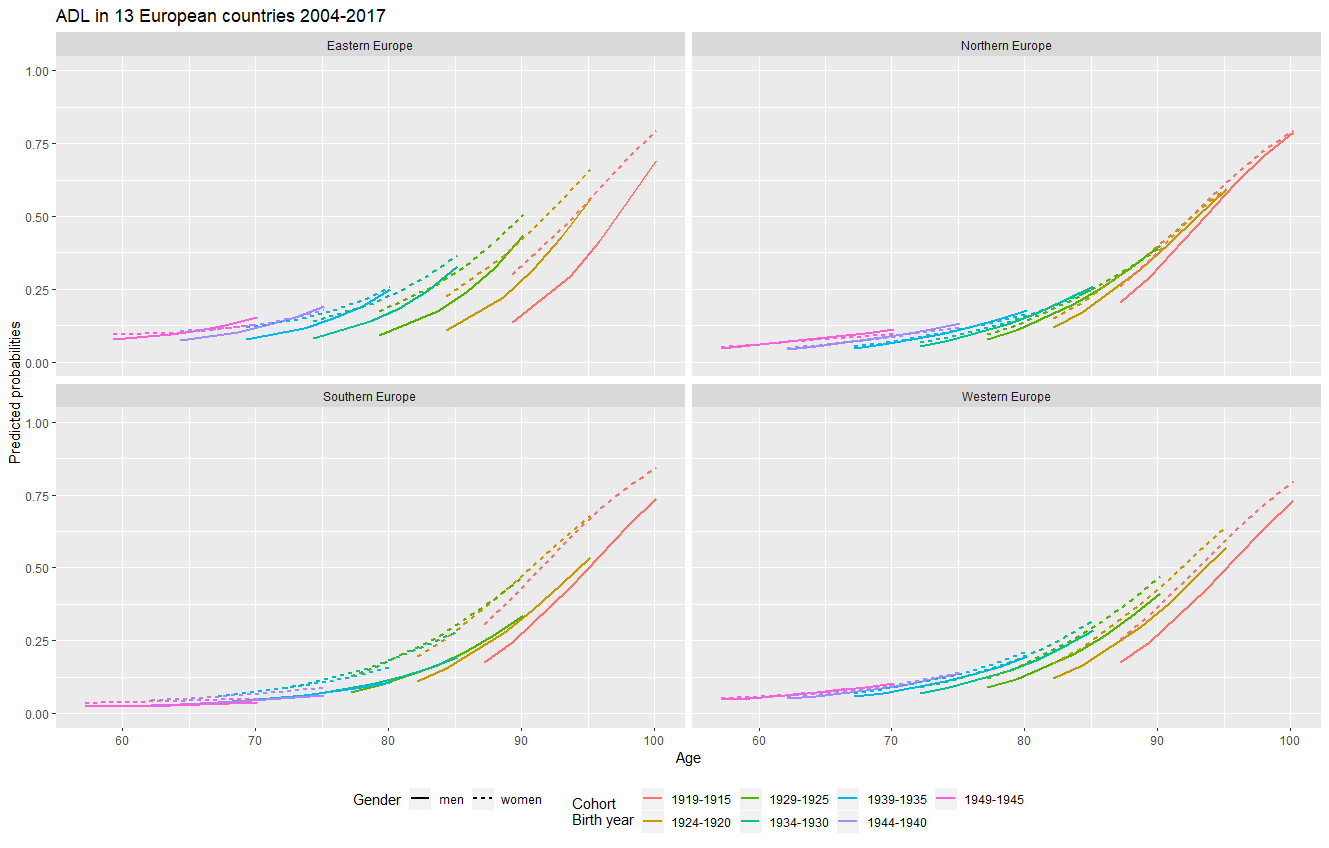 ADL in 13 European countries 2004-2017
Eastern Europe
Northern Europe
1.00
0.75
0.50
0.25
0.00
Predicted probabilities
Southern Europe
Western Europe
1.00
0.75
0.50
0.25
0.00
60
70
80
90
100
60
70
80
90
100
Age
Gender
men
women
Cohort
Birth year
1919-1915
1929-1925
1939-1935
1949-1945
1924-1920
1934-1930
1944-1940